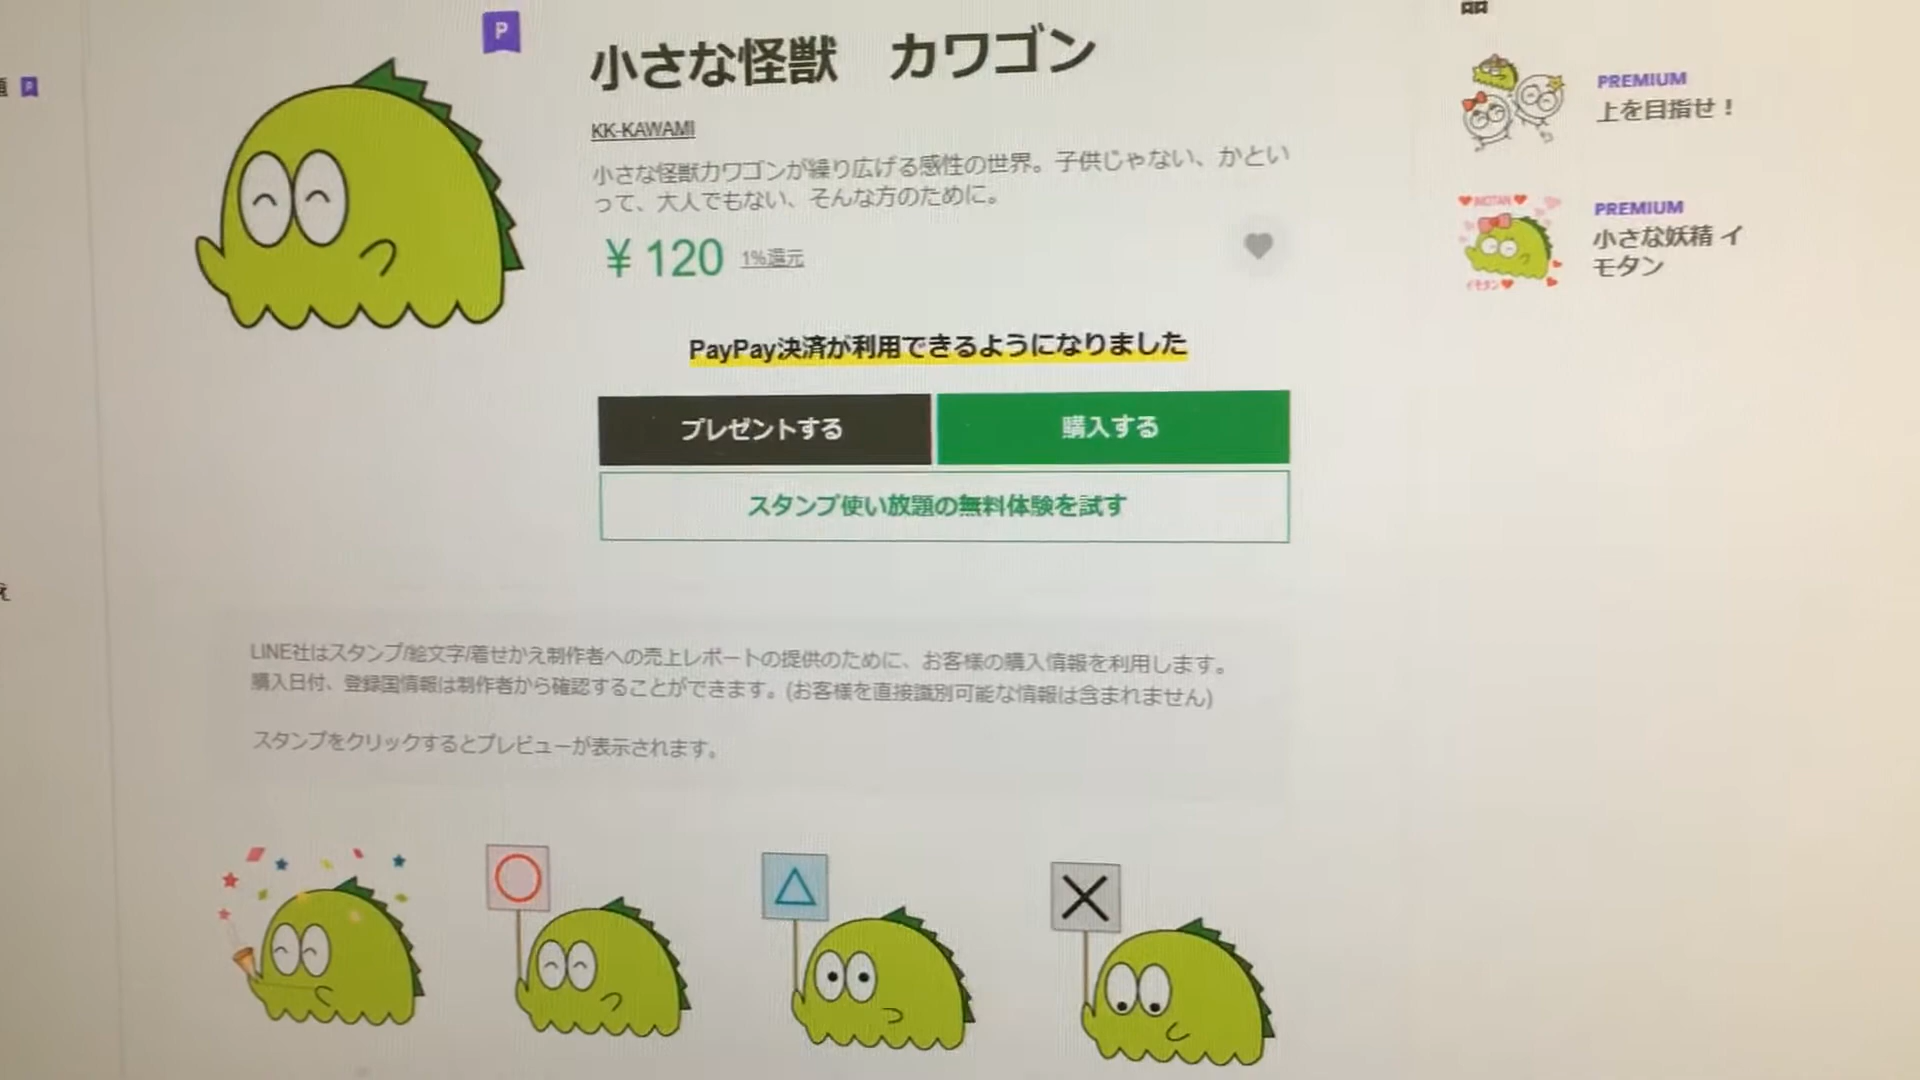 P
小さな怪獣　カワゴン
KK-KAWAMI
小さな怪獣カワゴンが繰り広げる感性の世界。子供じゃない、かとい
って、大人でもない、そんな方のために。
￥120 1%還元
PayPay決済が利用できるようになりました
プレゼントする
購入する
スタンプ使い放題の無料体験を試す
LINE社はスタンプ/絵文字/着せかえ制作者への売上レポートの提供のために、お客様の購入情報を利用します。
購入日付、登録国情報は制作者から確認することができます。(お客様を直接識別可能な情報は含まれません)
スタンプをクリックするとプレビューが表示されます。
PREMIUM
上を目指せ！
PREMIUM
小さな妖精 イ
モタン
イモタン